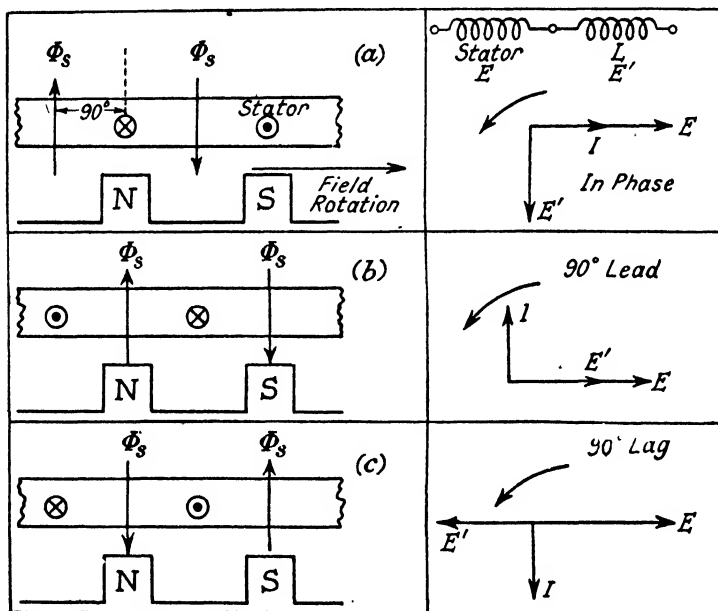 Φs Φs (a)
90°
Stator
N S
Field
Rotation
Stator L
E E'
I E
In Phase
E'
Φs Φs (b)
N S
90° Lead
I
E' E
Φs Φs (c)
N S
90° Lag
E' E
I